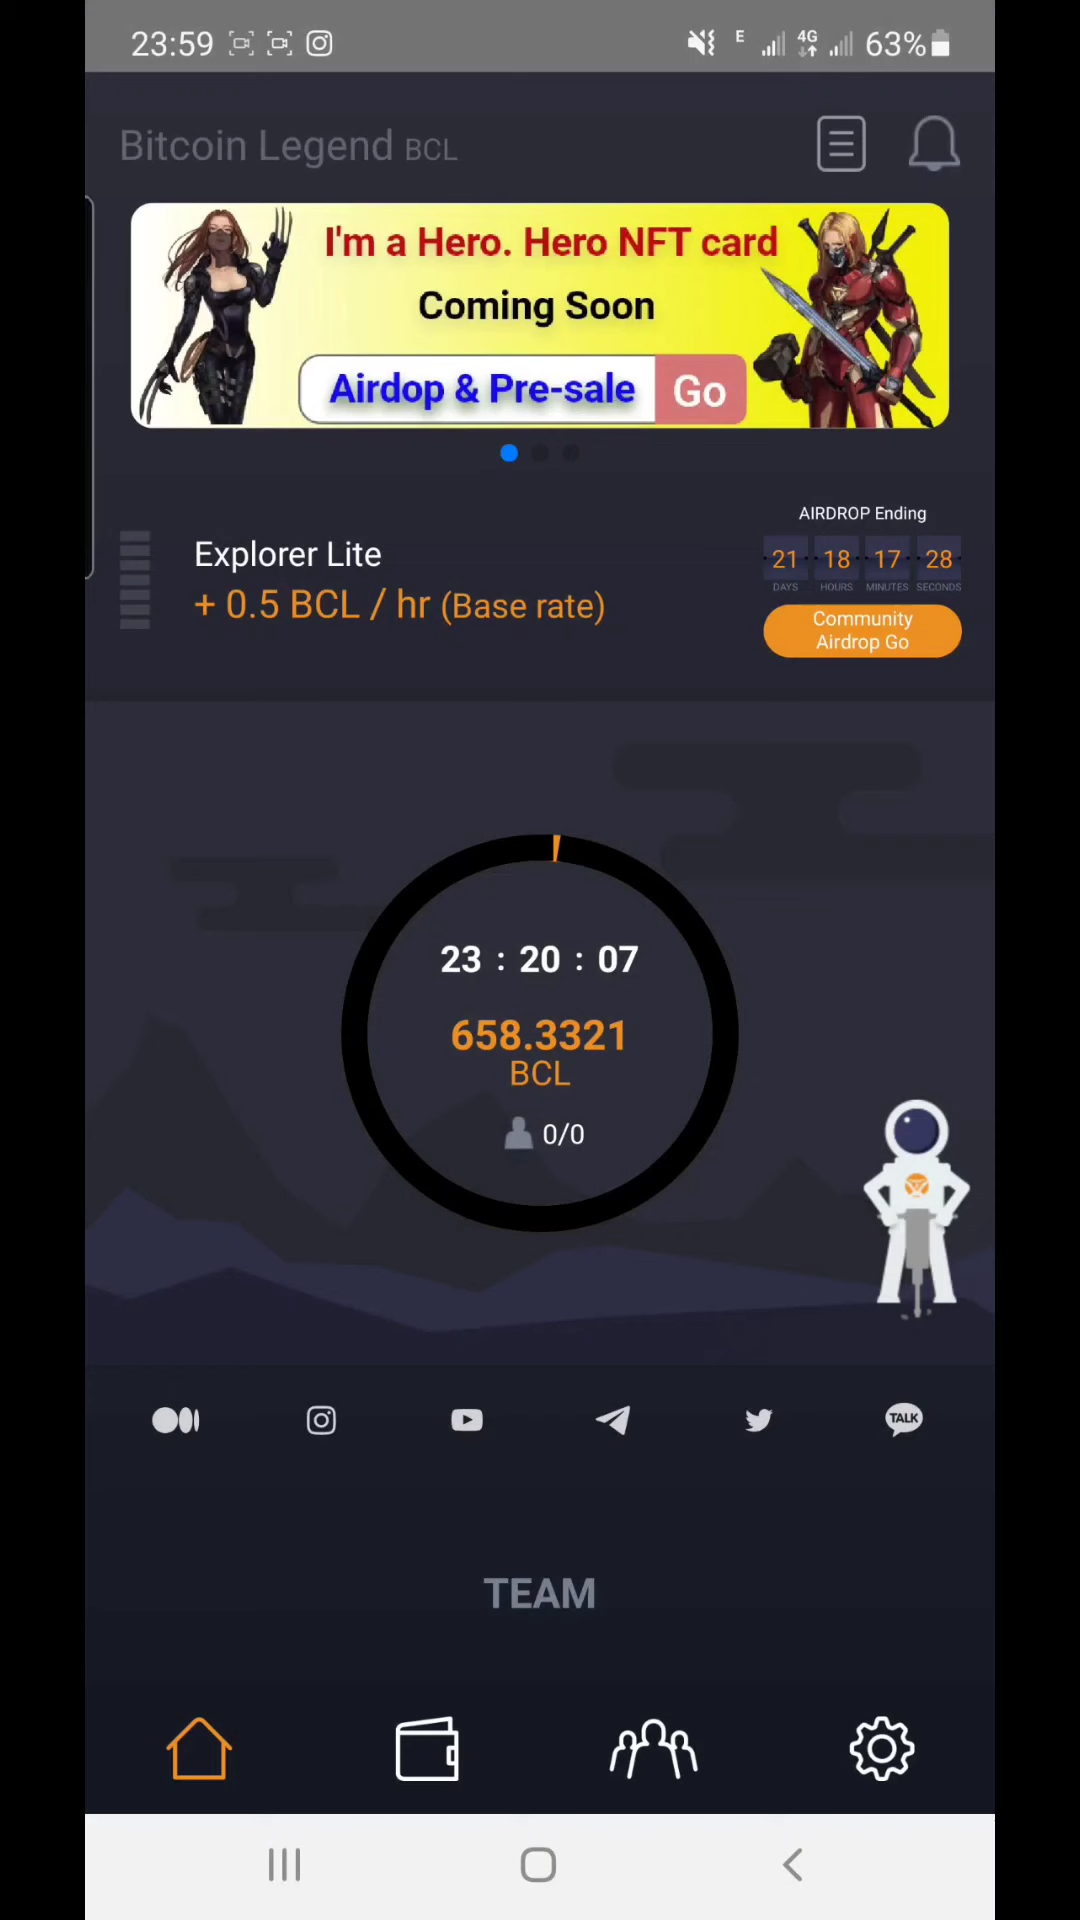 23:59
E 4G 63%
Bitcoin Legend BCL
I'm a Hero. Hero NFT card
Coming Soon
Airdop & Pre-sale Go
AIRDROP Ending
Explorer Lite
+ 0.5 BCL / hr (Base rate)
21 18 17 28
DAYS HOURS MINUTES SECONDS
Community
Airdrop Go
23 : 20 : 07
658.3321
BCL
0/0
TALK
TEAM